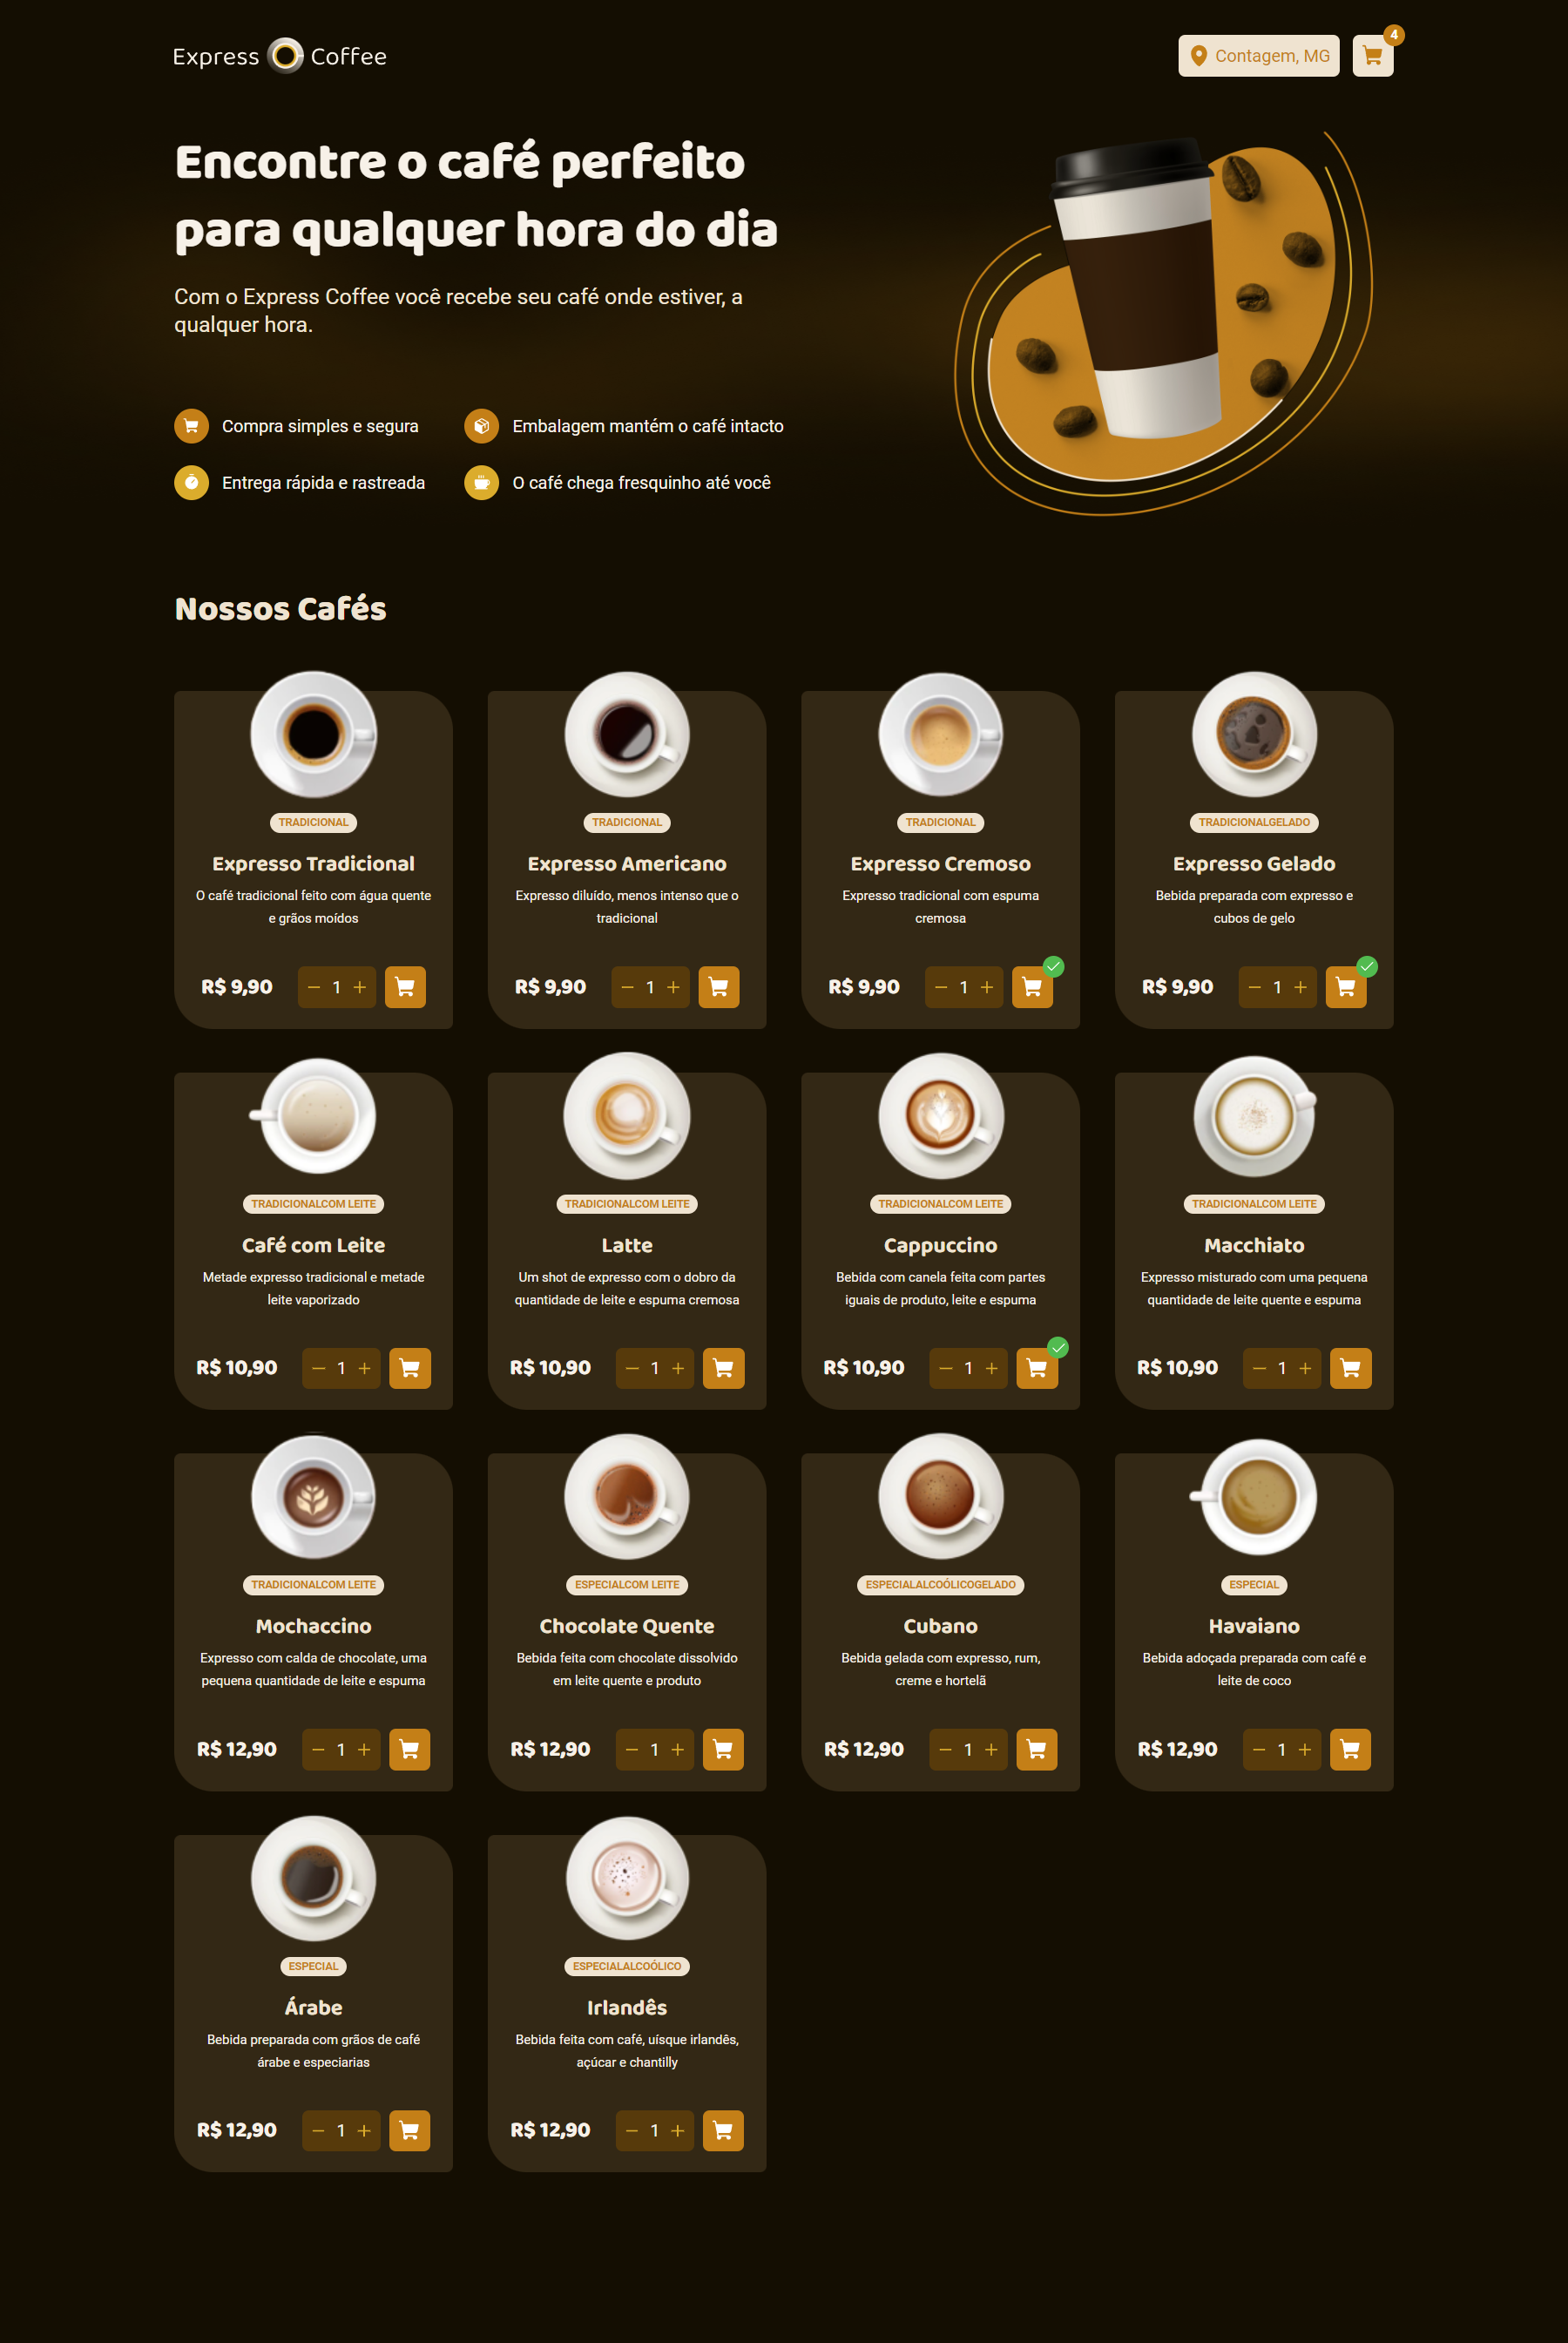 Express Coffee
Contagem, MG
4
Encontre o café perfeito
para qualquer hora do dia
Com o Express Coffee você recebe seu café onde estiver, a
qualquer hora.
Compra simples e segura
Embalagem mantém o café intacto
Entrega rápida e rastreada
O café chega fresquinho até você
Nossos Cafés
TRADICIONAL
Expresso Tradicional
O café tradicional feito com água quente
e grãos moídos
R$ 9,90
1
TRADICIONAL
Expresso Americano
Expresso diluído, menos intenso que o
tradicional
R$ 9,90
1
TRADICIONAL
Expresso Cremoso
Expresso tradicional com espuma
cremosa
R$ 9,90
1
TRADICIONALGELADO
Expresso Gelado
Bebida preparada com expresso e
cubos de gelo
R$ 9,90
1
TRADICIONALCOM LEITE
Café com Leite
Metade expresso tradicional e metade
leite vaporizado
R$ 10,90
1
TRADICIONALCOM LEITE
Latte
Um shot de expresso com o dobro da
quantidade de leite e espuma cremosa
R$ 10,90
1
TRADICIONALCOM LEITE
Cappuccino
Bebida com canela feita com partes
iguais de produto, leite e espuma
R$ 10,90
1
TRADICIONALCOM LEITE
Macchiato
Expresso misturado com uma pequena
quantidade de leite quente e espuma
R$ 10,90
1
TRADICIONALCOM LEITE
Mochaccino
Expresso com calda de chocolate, uma
pequena quantidade de leite e espuma
R$ 12,90
1
ESPECIALCOM LEITE
Chocolate Quente
Bebida feita com chocolate dissolvido
em leite quente e produto
R$ 12,90
1
ESPECIALALCOÓLICOGELADO
Cubano
Bebida gelada com expresso, rum,
creme e hortelã
R$ 12,90
1
ESPECIAL
Havaiano
Bebida adoçada preparada com café e
leite de coco
R$ 12,90
1
ESPECIAL
Árabe
Bebida preparada com grãos de café
árabe e especiarias
R$ 12,90
1
ESPECIALALCOÓLICO
Irlandês
Bebida feita com café, uísque irlandês,
açúcar e chantilly
R$ 12,90
1